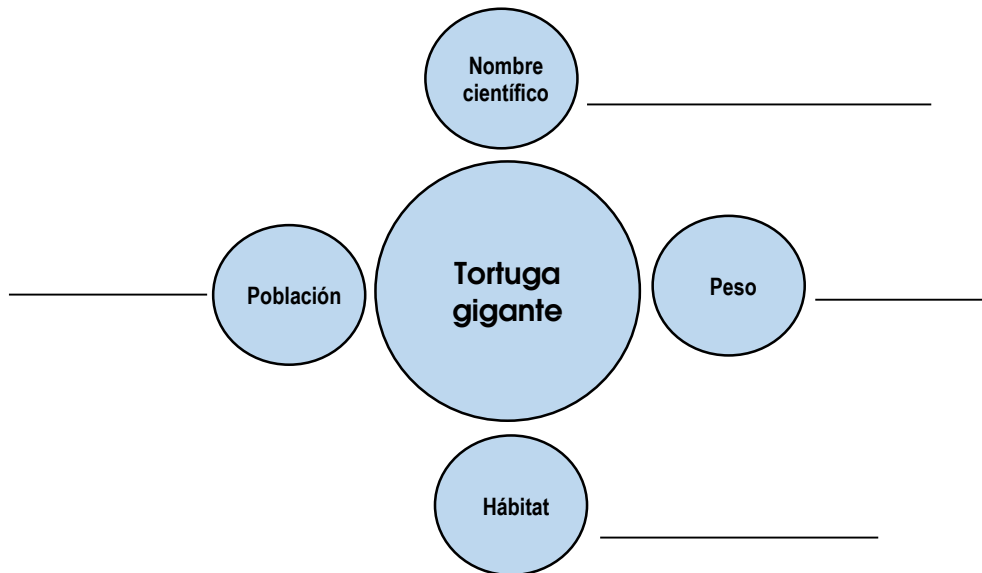 Nombre
científico
Tortuga
gigante
Población
Peso
Hábitat